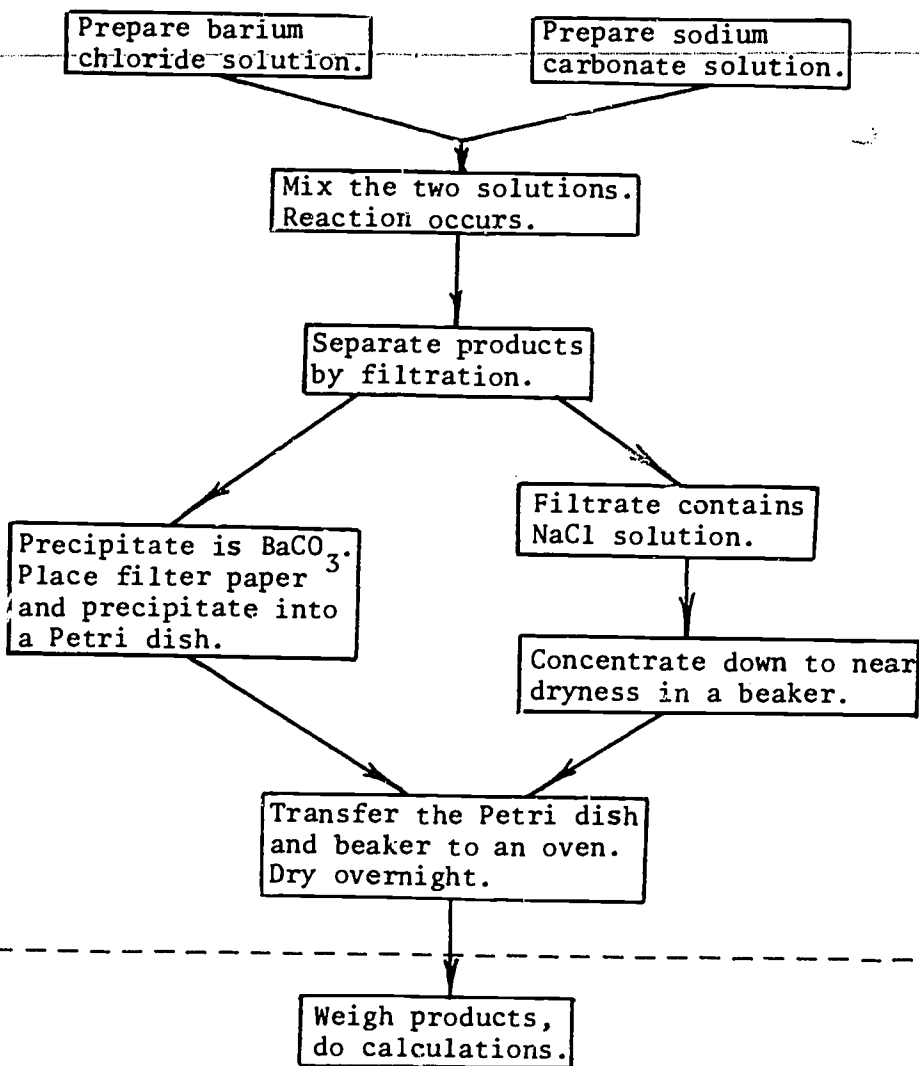 Prepare barium
chloride solution.
Prepare sodium
carbonate solution.
Mix the two solutions.
Reaction occurs.
Separate products
by filtration.
Precipitate is BaCO₃.
Place filter paper
and precipitate into
a Petri dish.
Filtrate contains
NaCl solution.
Concentrate down to near
dryness in a beaker.
Transfer the Petri dish
and beaker to an oven.
Dry overnight.
Weigh products,
do calculations.